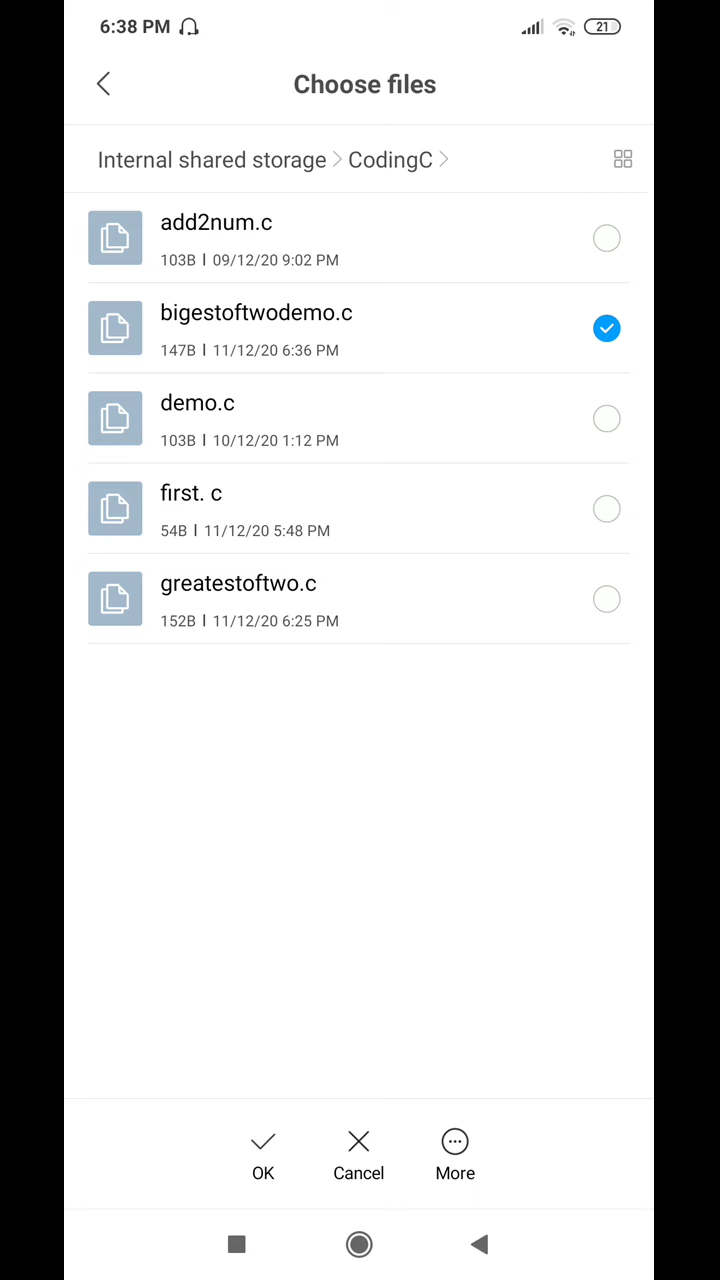 6:38 PM 21
Choose files
Internal shared storage CodingC
add2num.c
103B | 09/12/20 9:02 PM
bigestoftwodemo.c
147B | 11/12/20 6:36 PM
demo.c
103B | 10/12/20 1:12 PM
first. c
54B | 11/12/20 5:48 PM
greatestoftwo.c
152B | 11/12/20 6:25 PM
OK Cancel More